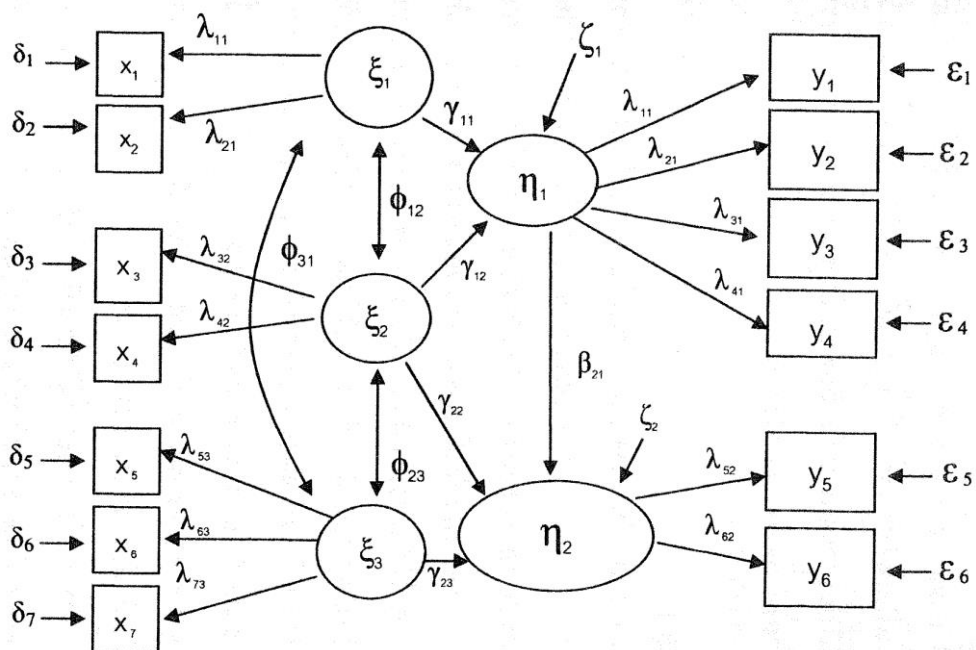 δ₁ x₁ λ₁₁ ξ₁ ζ₁ y₁ ε₁
δ₂ x₂ λ₂₁ γ₁₁ λ₁₁ y₂ ε₂
φ₁₂ η₁ λ₂₁
δ₃ x₃ λ₃₂ φ₃₁ γ₁₂ λ₃₁ y₃ ε₃
δ₄ x₄ λ₄₂ ξ₂ λ₄₁ y₄ ε₄
γ₂₂ β₂₁
δ₅ x₅ λ₅₃ φ₂₃ ζ₂ λ₅₂ y₅ ε₅
δ₆ x₆ λ₆₃ ξ₃ η₂ λ₆₂ y₆ ε₆
δ₇ x₇ λ₇₃ γ₂₃